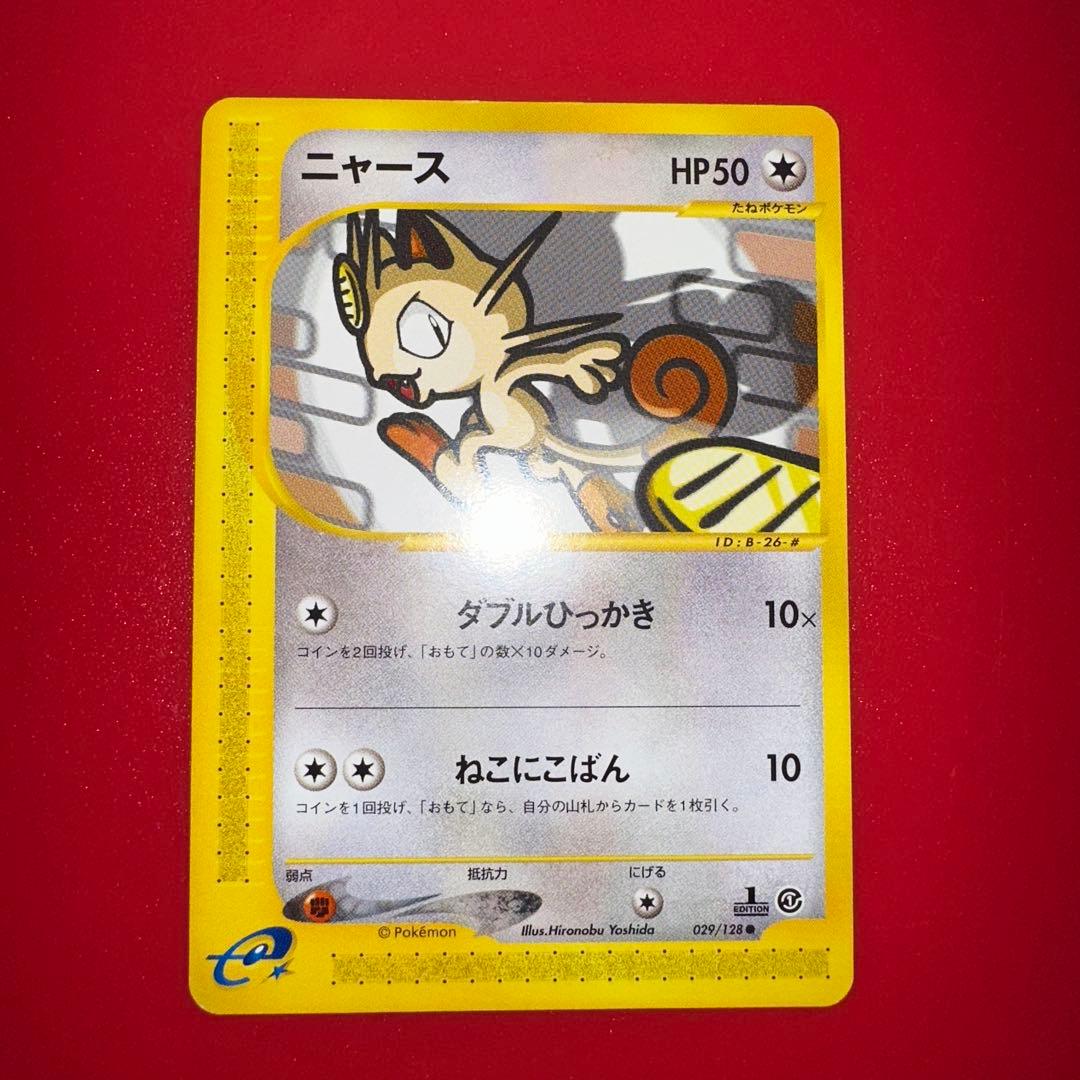 ニャース HP50
たねポケモン
ID:B-26-#
ダブルひっかき 10×
コインを2回投げ、「おもて」の数×10ダメージ。
ねこにこばん 10
コインを1回投げ、「おもて」なら、自分の山札からカードを1枚引く。
弱点 抵抗力 にげる
1
EDITION
©Pokémon Illus.Hironobu Yoshida 029/128●
e